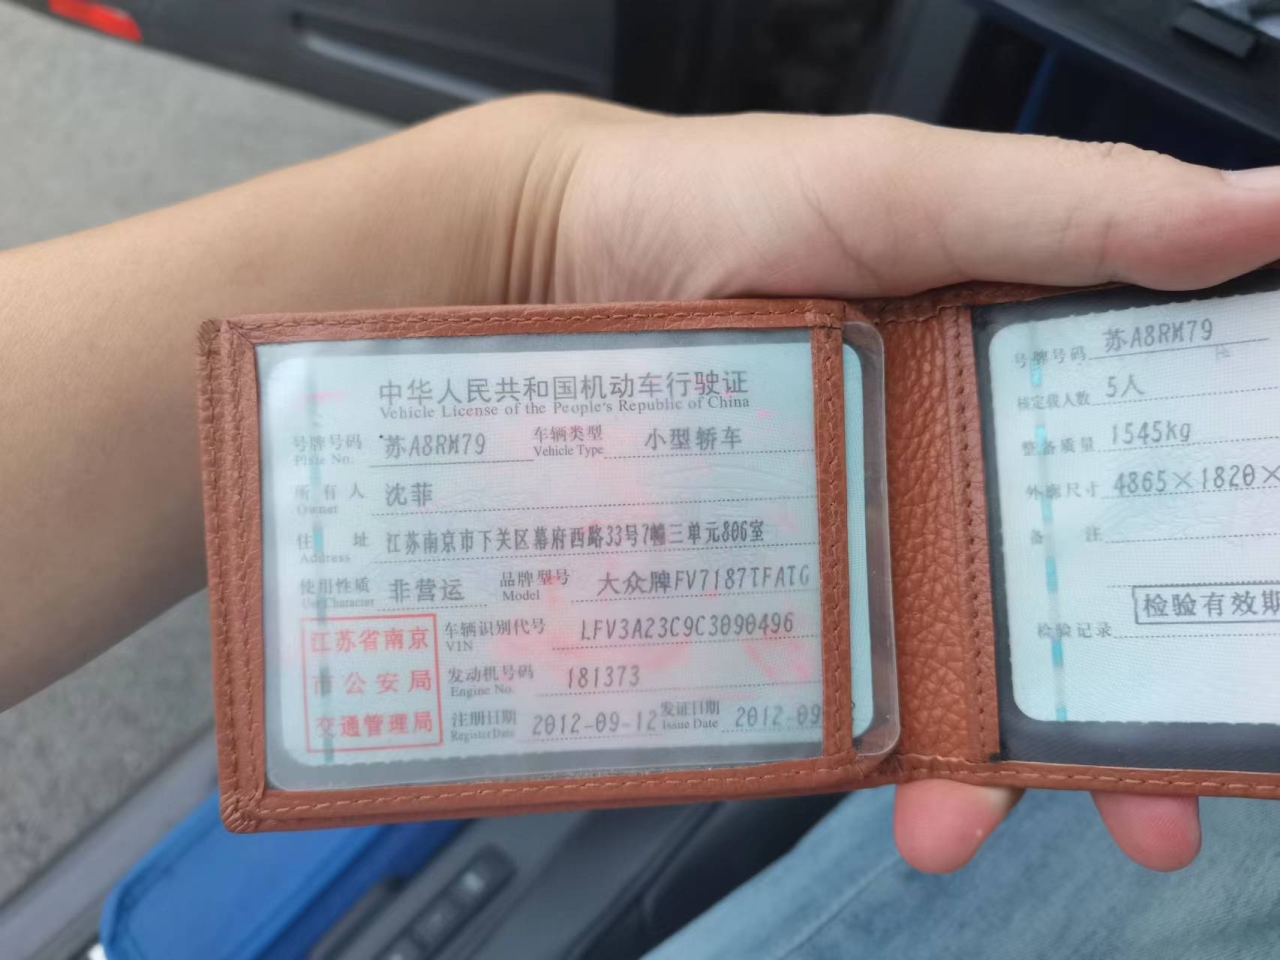 中华人民共和国机动车行驶证
Vehicle License of the People's Republic of China
号牌号码 苏A8RM79 车辆类型 小型轿车
Plate No. Vehicle Type
所有人 沈菲
Owner
住址 江苏南京市下关区幕府西路33号7幢三单元806室
Address
使用性质 非营运 品牌型号 大众牌FV7187TFATG
Use Character Model
江苏省南京
市公安局
交通管理局
车辆识别代号 LFV3A23C9C3090496
VIN
发动机号码 181373
Engine No.
注册日期 2012-09-12 发证日期 2012-09
Register Date Issue Date
号牌号码 苏A8RM79
核定载人数 5人
整备质量 1545kg
外廓尺寸 4865×1820×
备注
检验有效期
检验记录